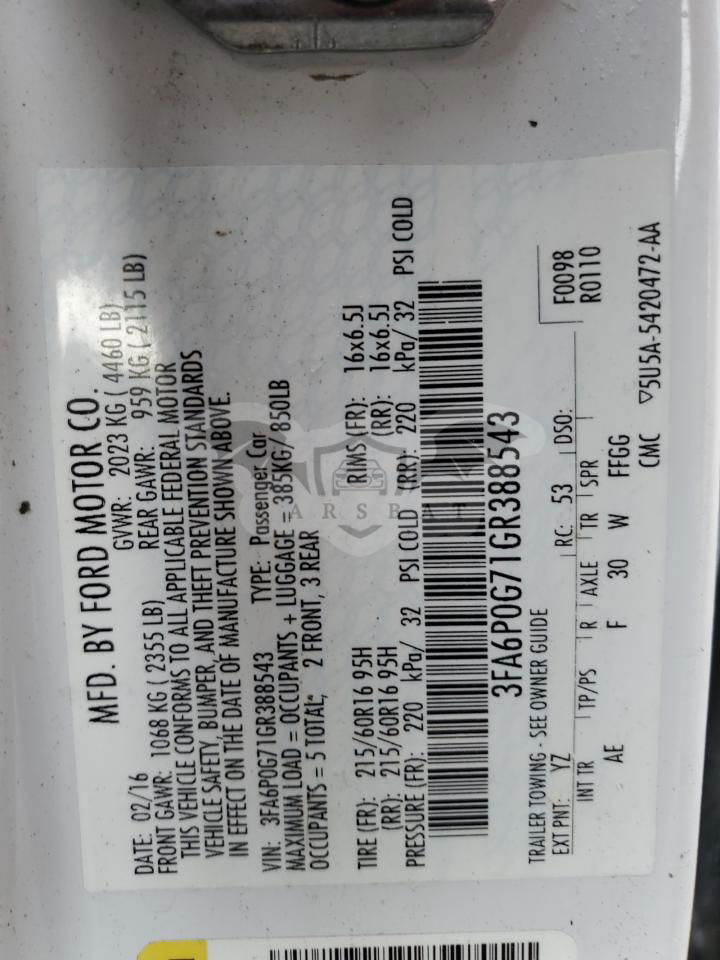 MFD. BY FORD MOTOR CO.
DATE: 02/16 GVWR: 2023 KG ( 4460 LB)
FRONT GAWR: 1068 KG ( 2355 LB) REAR GAWR: 959 KG ( 2115 LB)
THIS VEHICLE CONFORMS TO ALL APPLICABLE FEDERAL MOTOR
VEHICLE SAFETY, BUMPER, AND THEFT PREVENTION STANDARDS
IN EFFECT ON THE DATE OF MANUFACTURE SHOWN ABOVE.
VIN: 3FA6P0G71GR388543 TYPE: Passenger Car
MAXIMUM LOAD = OCCUPANTS + LUGGAGE = 385KG/ 850LB
OCCUPANTS = 5 TOTAL, 2 FRONT, 3 REAR
TIRE (FR): 215/60R16 95H RIMS (FR): 16x6.5J
(RR): 215/60R16 95H (RR): 16x6.5J
PRESSURE (FR): 220 kPa/ 32 PSI COLD (RR): 220 kPa/ 32 PSI COLD
3FA6P0G71GR388543
TRAILER TOWING - SEE OWNER GUIDE
F0098
R0110
EXT PNT: YZ RC: 53 DSO:
INT TR TP/PS R AXLE TR SPR
AE F 30 W FFGG
CMC ▽5U5A-5420472-AA
CARSBAT